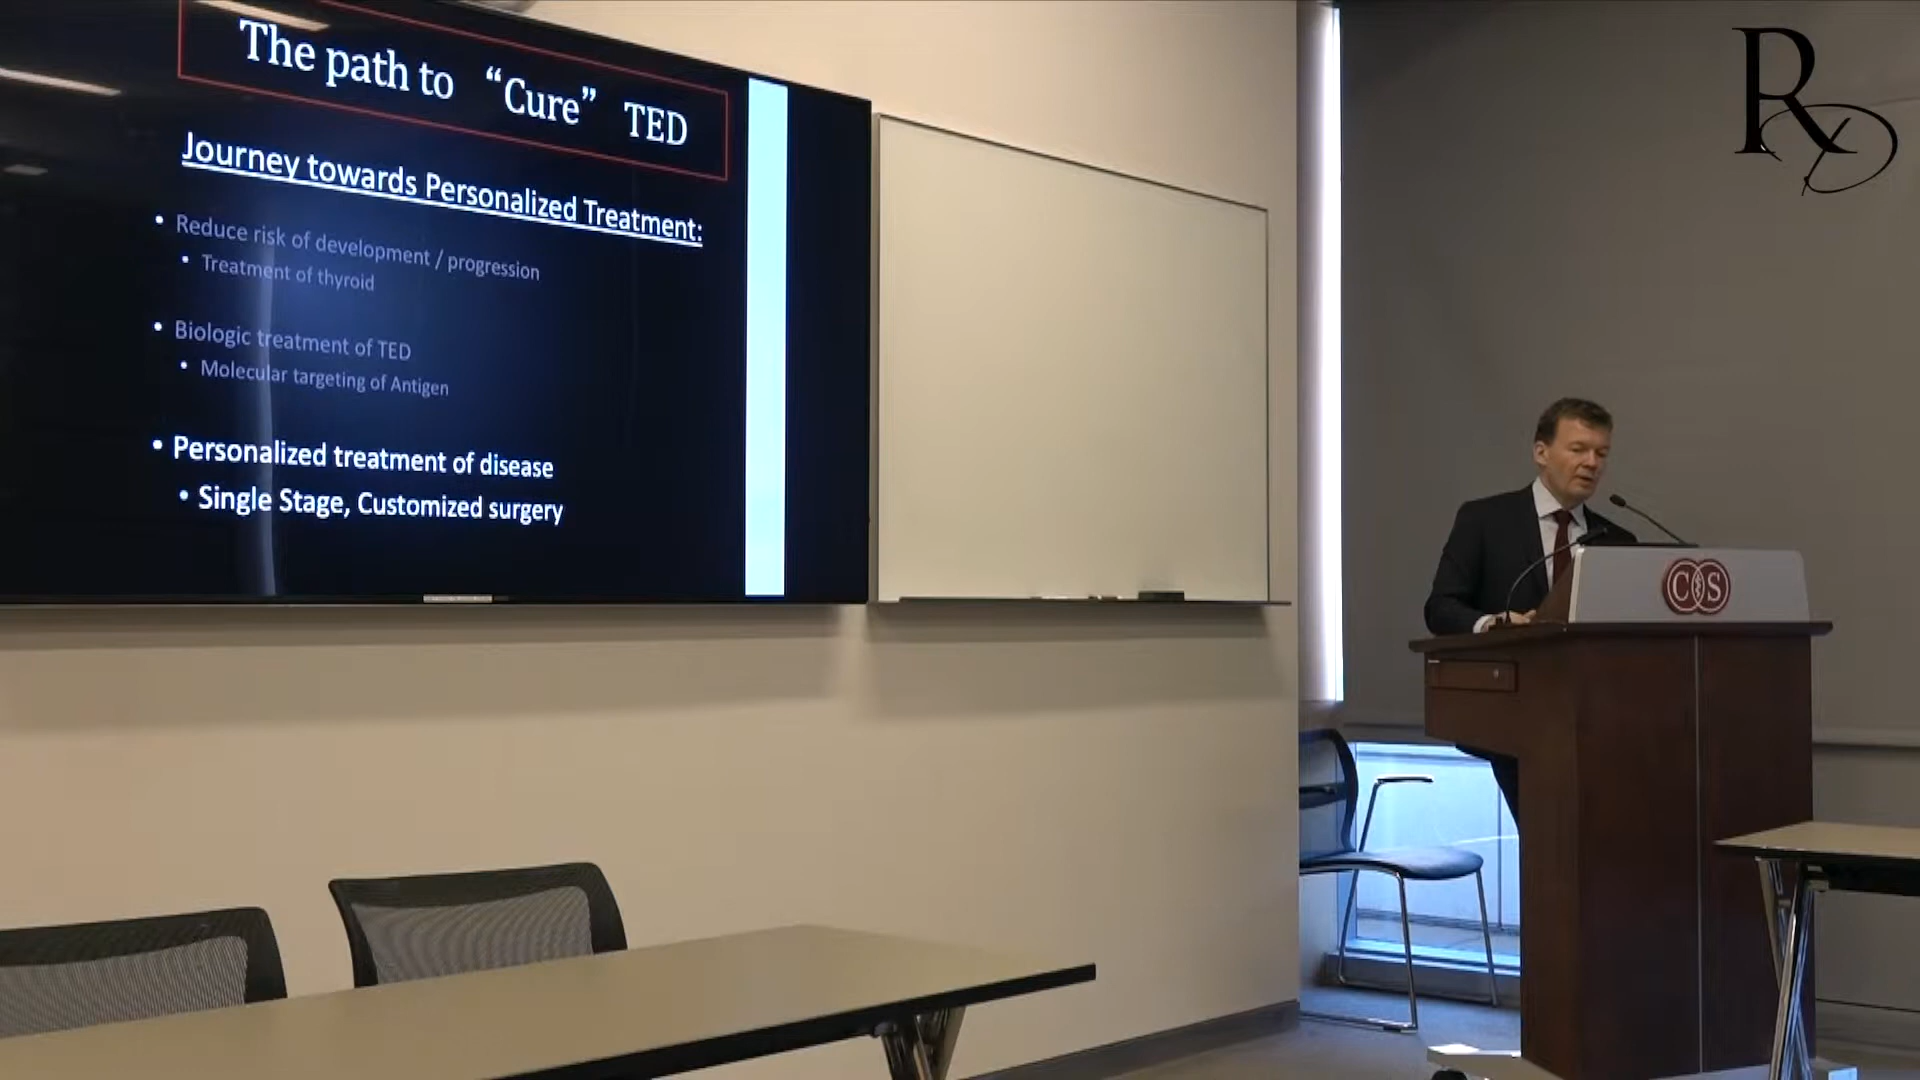 The path to “Cure” TED
Journey towards Personalized Treatment:
• Reduce risk of development / progression
• Treatment of thyroid
• Biologic treatment of TED
• Molecular targeting of Antigen
• Personalized treatment of disease
• Single Stage, Customized surgery
RD
CS